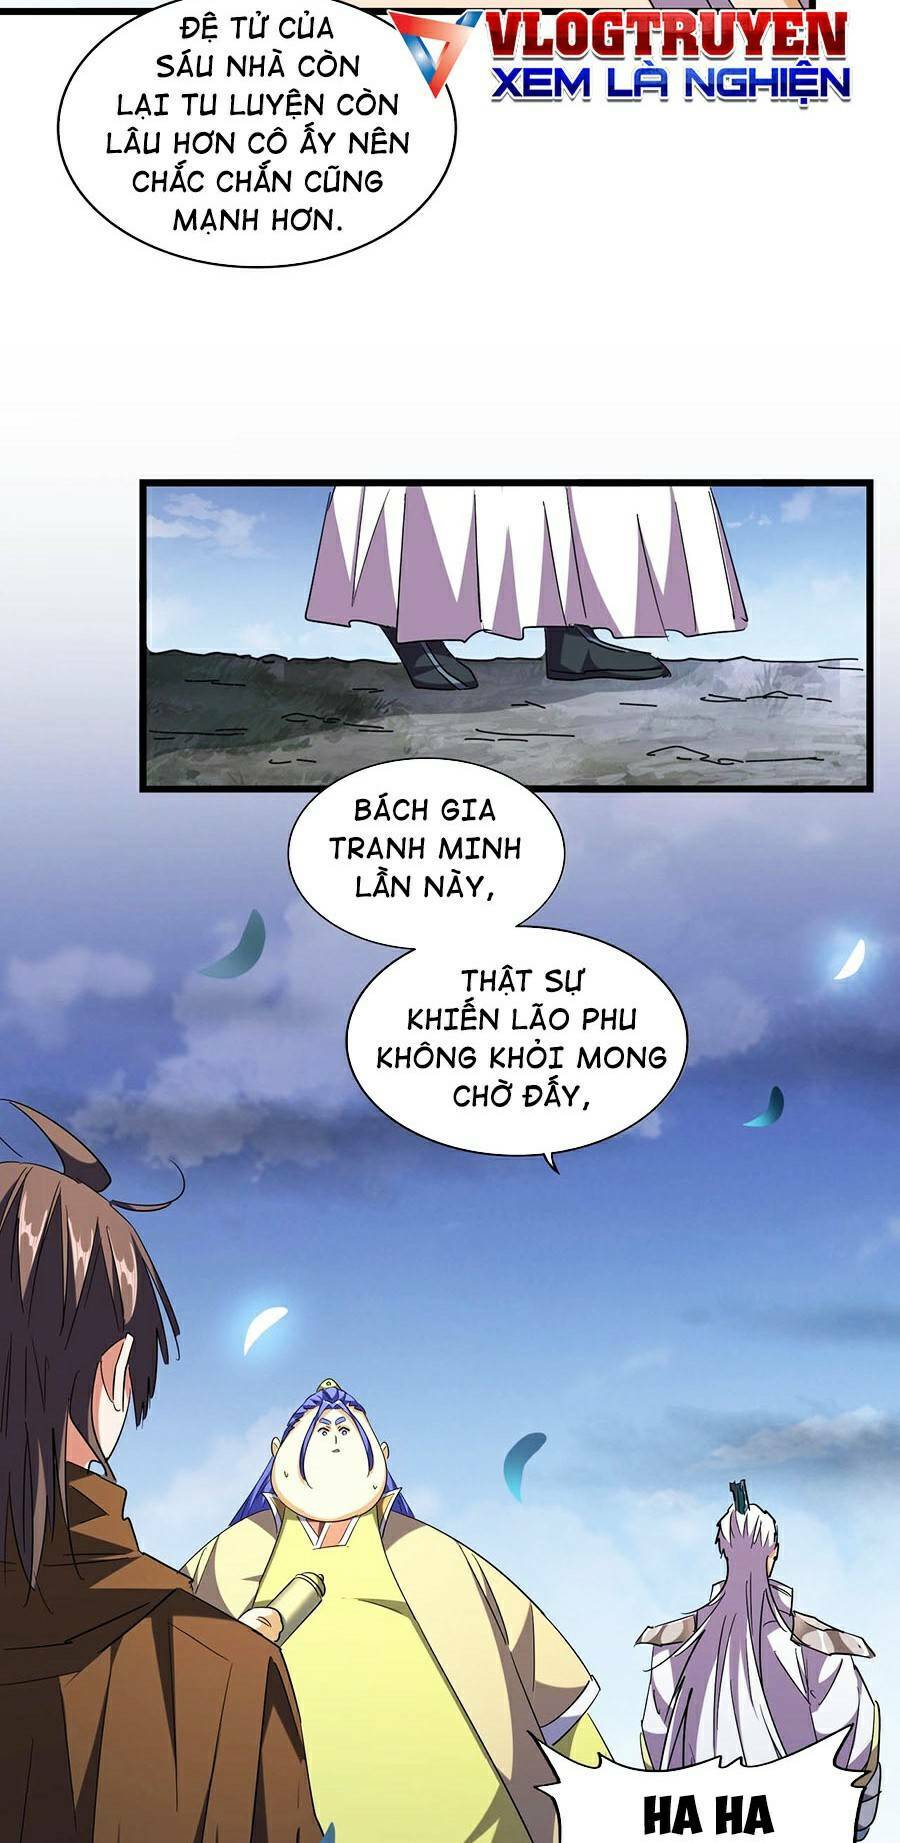 VLOGTRUYEN
XEM LÀ NGHIỆN
ĐỆ TỬ CỦA
SÁU NHÀ CÒN
LẠI TU LUYỆN CÒN
LÂU HƠN CÔ ẤY NÊN
CHẮC CHẮN CŨNG
MẠNH HƠN.
BÁCH GIA
TRANH MINH
LẦN NÀY,
THẬT SỰ
KHIẾN LÃO PHU
KHÔNG KHỎI MONG
CHỜ ĐẤY,
HA HA